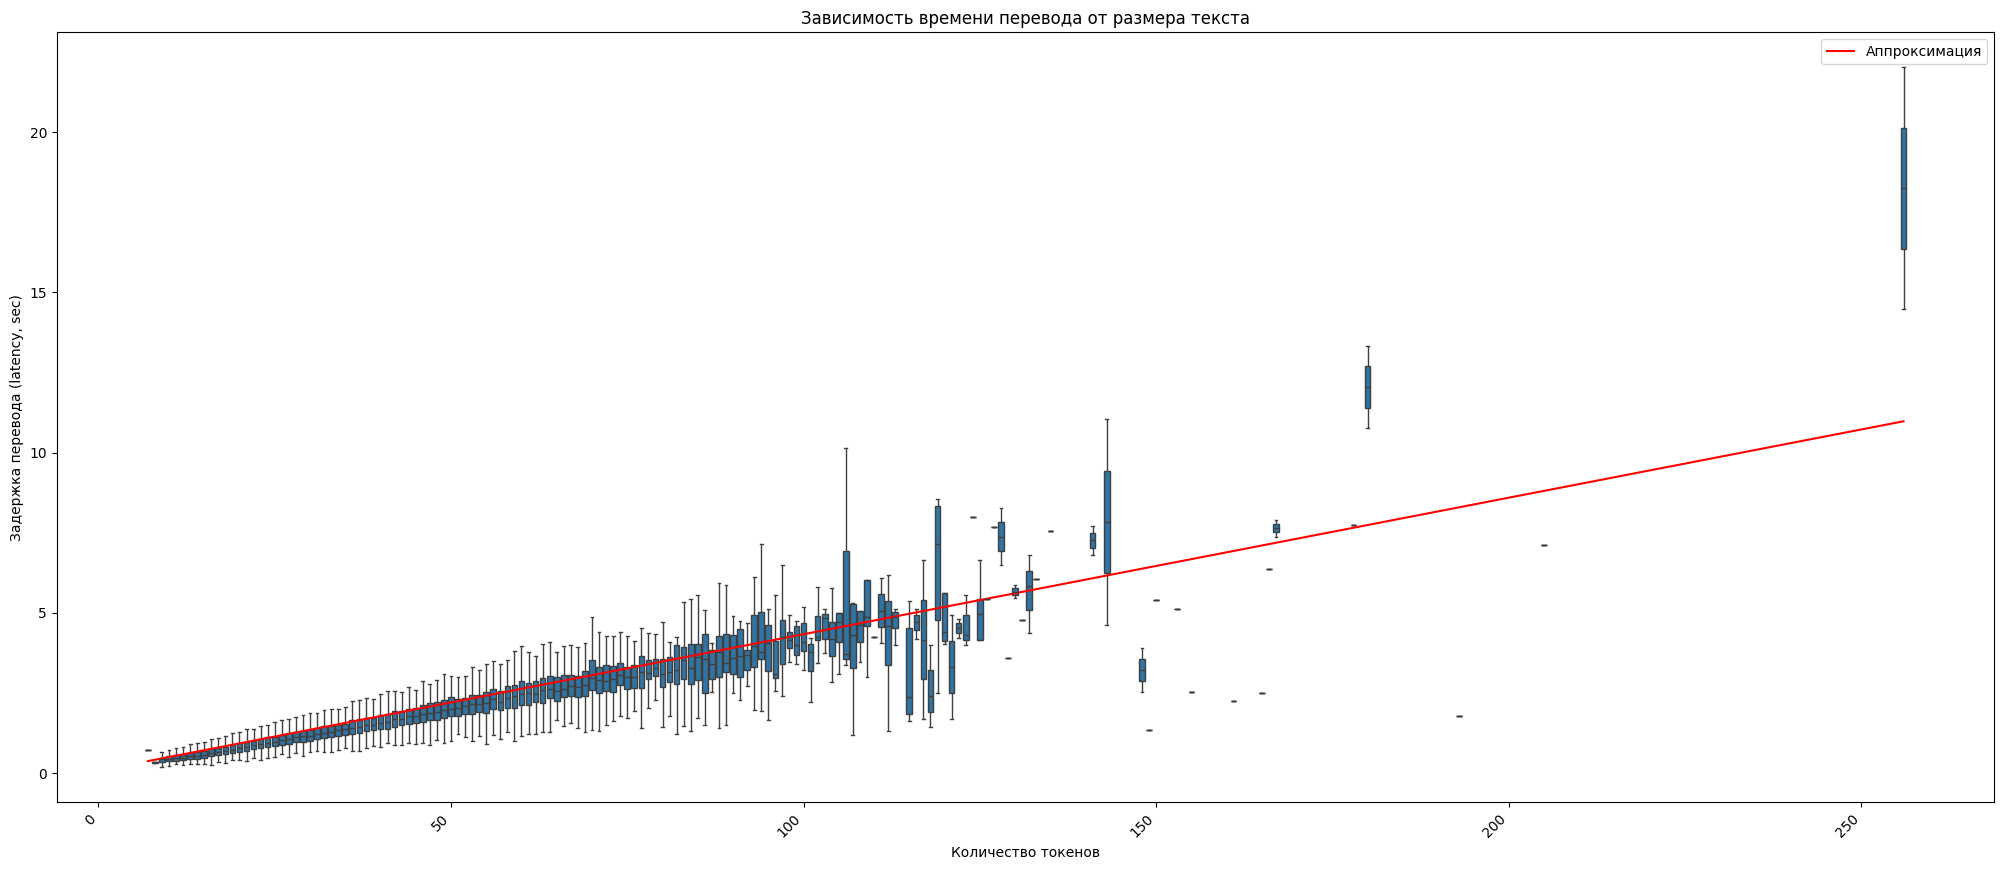 Зависимость времени перевода от размера текста
Аппроксимация
Задержка перевода (latency, sec)
20
15
10
5
0
0
50
100
150
200
250
Количество токенов